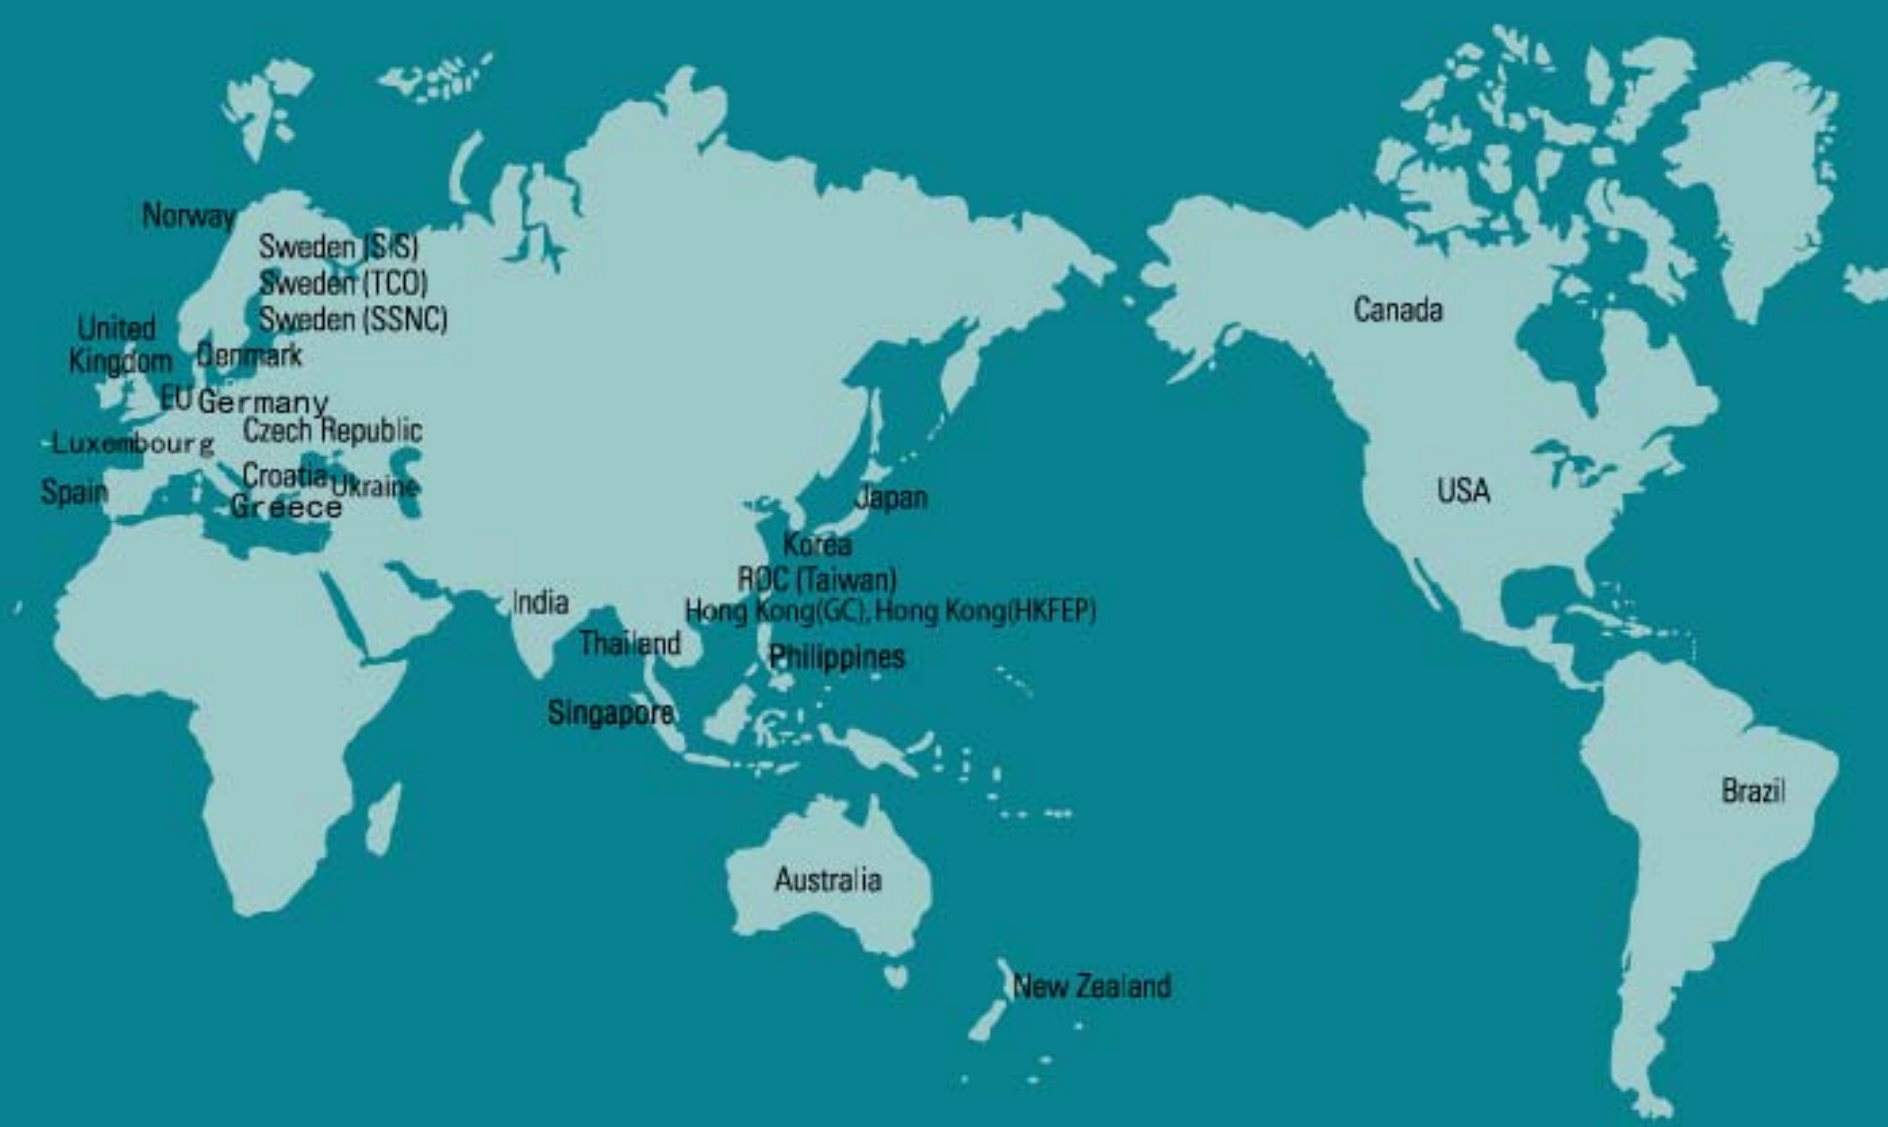 Norway
Sweden (SIS)
Sweden (TCO)
Sweden (SSNC)
United
Kingdom
Denmark
EU
Germany
Czech Republic
Luxembourg
Croatia
Ukraine
Spain
Greece
Japan
Korea
ROC (Taiwan)
Hong Kong(GC), Hong Kong(HKFEP)
India
Thailand
Philippines
Singapore
Australia
New Zealand
Canada
USA
Brazil